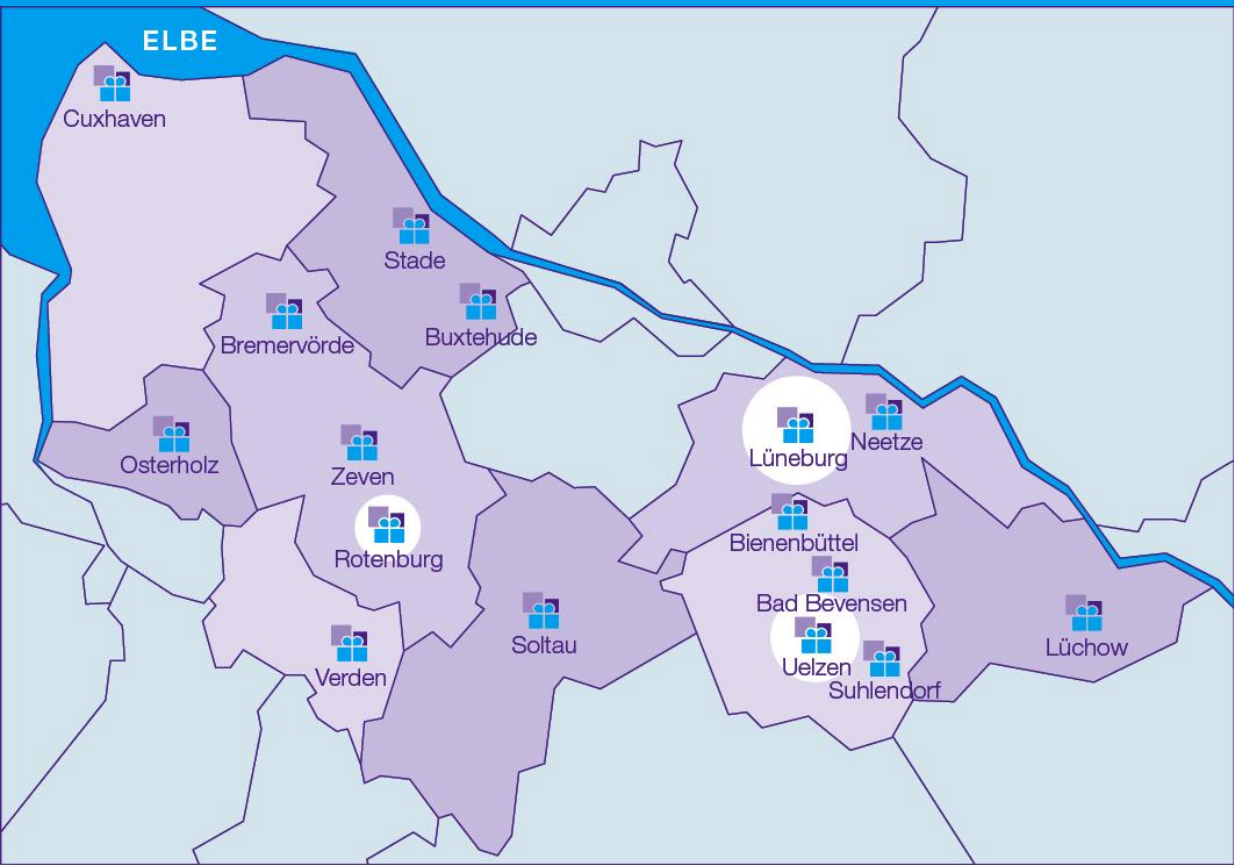 ELBE
Cuxhaven
Stade
Buxtehude
Bremervörde
Lüneburg
Neetze
Osterholz
Zeven
Rotenburg
Bienenbüttel
Bad Bevensen
Soltau
Lüchow
Verden
Uelzen
Suhlendorf